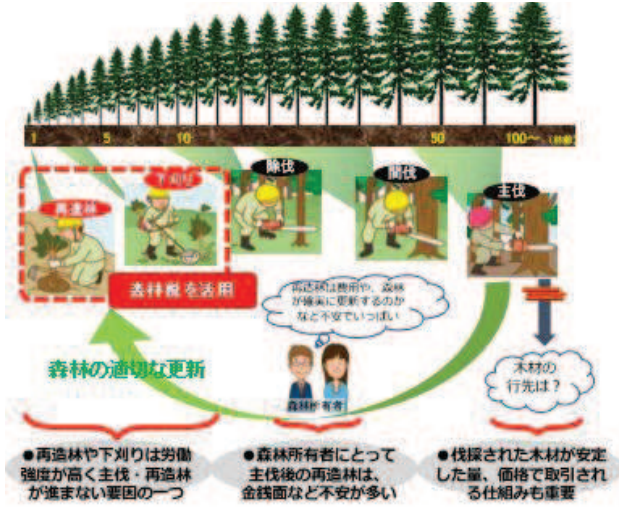 1 5 10 50 100～（林齢）
除伐
間伐
主伐
下刈り
再造林
森林税を活用
再造林は費用や、森林
が確実に更新するのか
など不安でいっぱい
森林の適切な更新
森林所有者
木材の
行先は？
●再造林や下刈りは労働
強度が高く主伐・再造林
が進まない要因の一つ
●森林所有者にとって
主伐後の再造林は、
金銭面など不安が多い
●伐採された木材が安定
した量、価格で取引され
る仕組みも重要